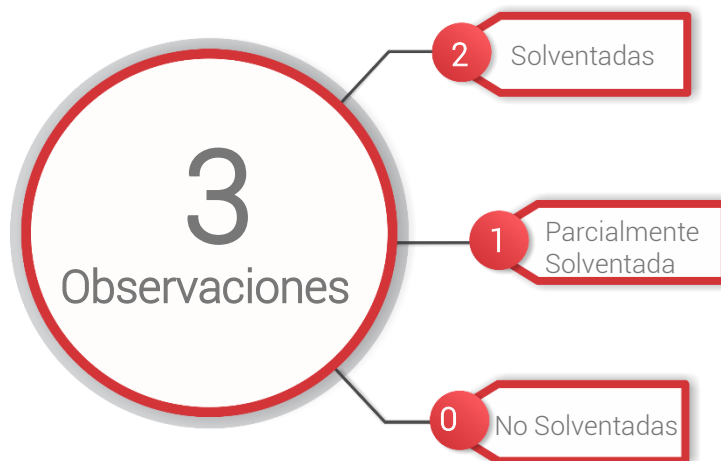 3
Observaciones
2
Solventadas
1
Parcialmente
Solventada
0
No Solventadas